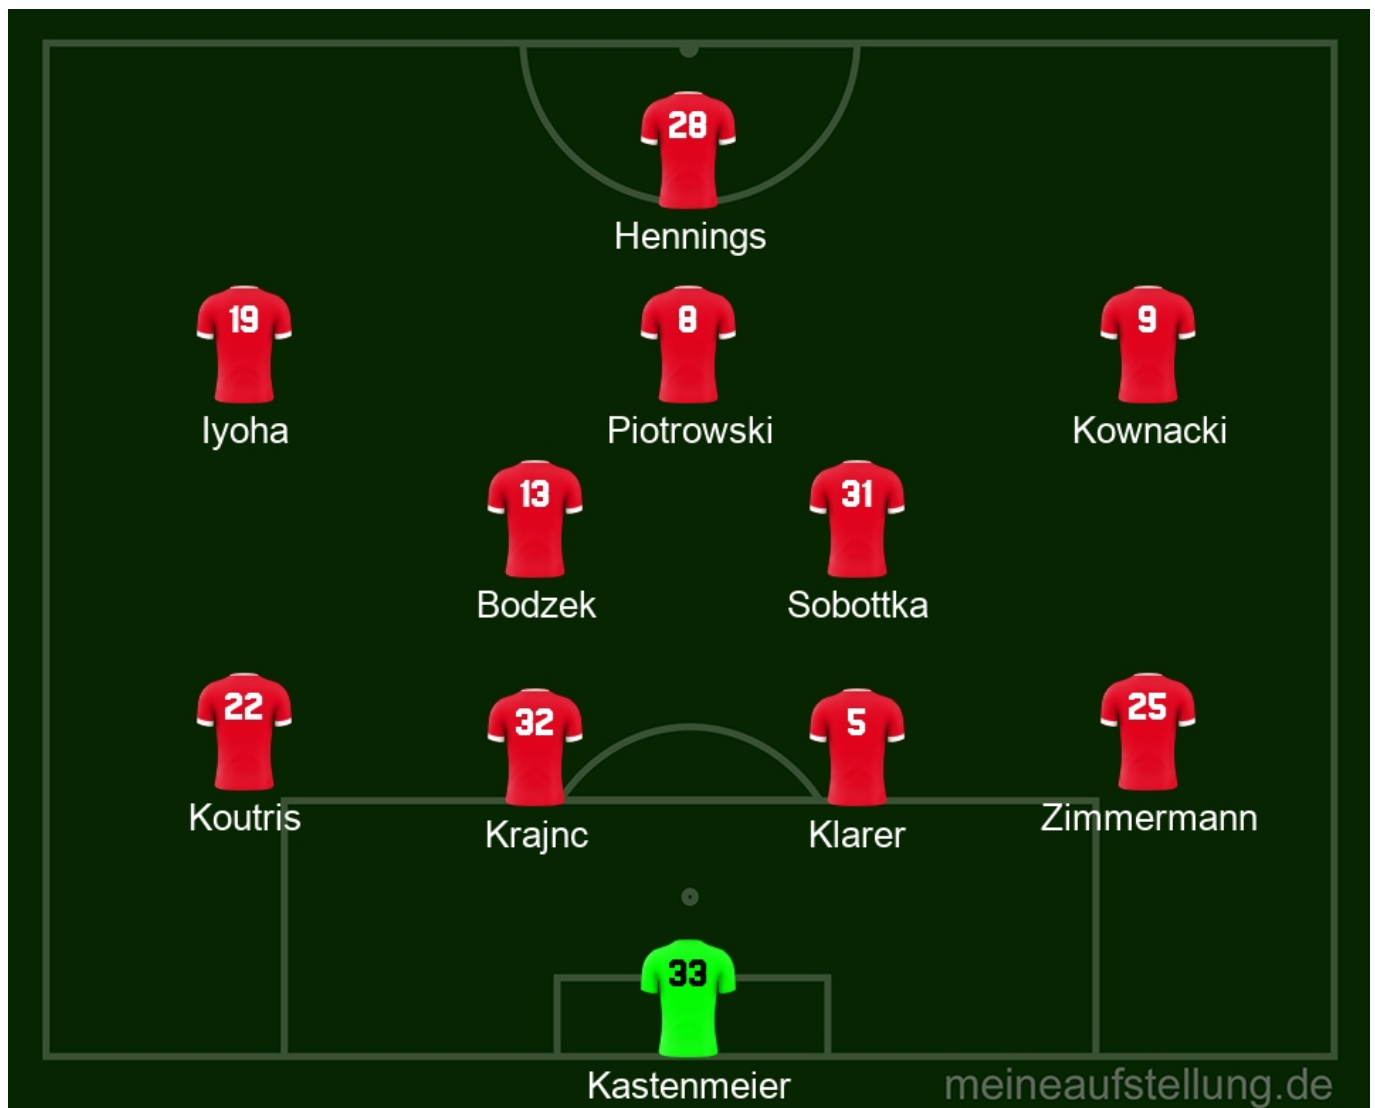 28
Hennings
19
8
9
Iyoha
Piotrowski
Kownacki
13
31
Bodzek
Sobottka
22
32
5
25
Koutris
Krajnc
Klarer
Zimmermann
33
Kastenmeier
meineaufstellung.de